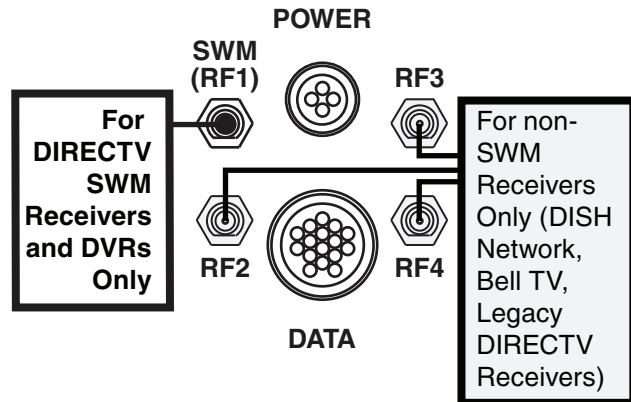 POWER
SWM
(RF1)
RF3
For
DIRECTV
SWM
Receivers
and DVRs
Only
For non-
SWM
Receivers
Only (DISH
Network,
Bell TV,
Legacy
DIRECTV
Receivers)
RF2
RF4
DATA